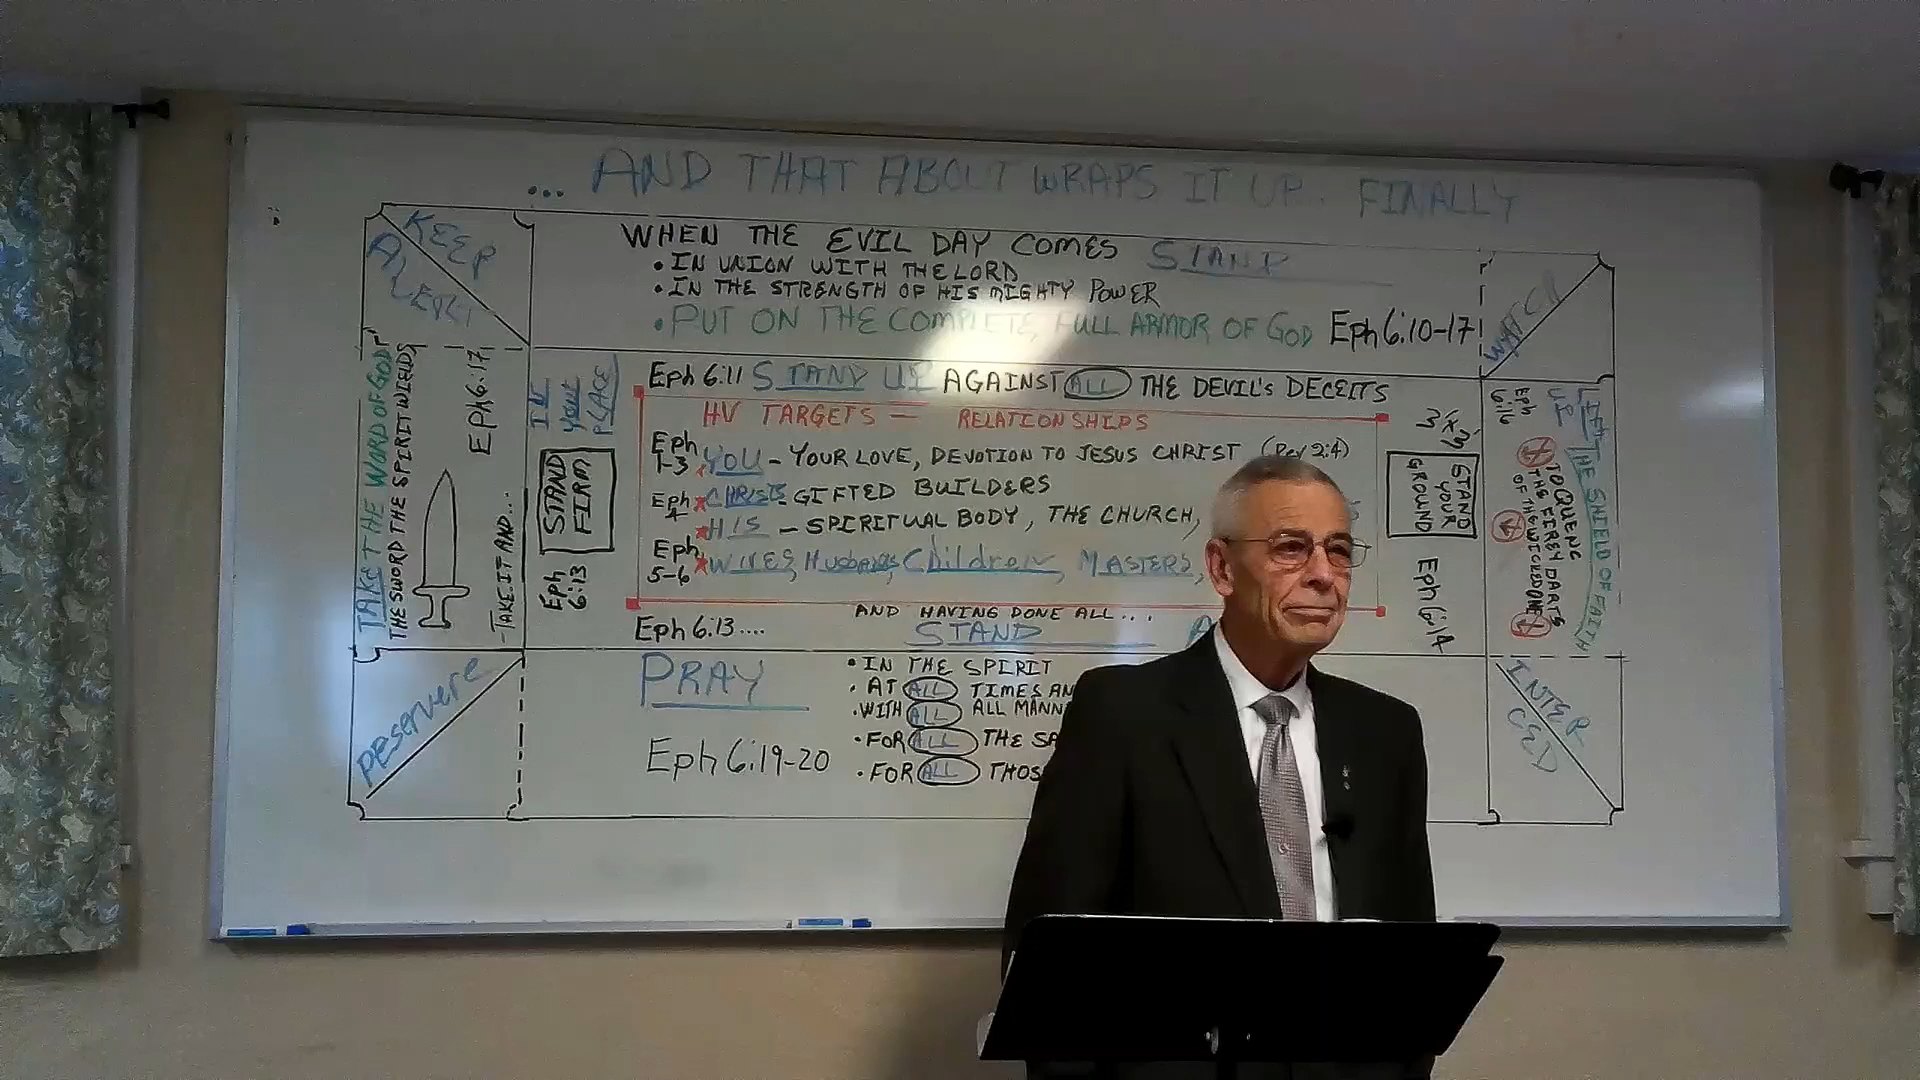 ... AND THAT ABOUT WRAPS IT UP. FINALLY
KEEP
ALERT
WHEN THE EVIL DAY COMES STAND
• IN UNION WITH THE LORD
• IN THE STRENGTH OF HIS MIGHTY POWER
• PUT ON THE COMPLETE, FULL ARMOR OF GOD Eph 6:10-17
WATCH
TAKE THE WORD OF GOD
THE SWORD THE SPIRIT WIELDS
Eph 6:17
-TAKE IT AND...
IN
YOUR
PLACE
STAND
FIRM
Eph
6:13
Eph 6:11 STAND UP AGAINST ALL THE DEVIL'S DECEITS
HV TARGETS = RELATIONSHIPS
Eph
1-3 YOU - YOUR LOVE, DEVOTION TO JESUS CHRIST (Rev 2:4)
Eph
4 CHRIST'S GIFTED BUILDERS
HIS - SPIRITUAL BODY, THE CHURCH,
Eph
5-6 WIVES, Husbands, Children, MASTERS,
AND HAVING DONE ALL...
Eph 6:13.... STAND
STAND
YOUR
GROUND
Eph 6:14
Eph
6:16
LIFT UP THE SHIELD OF FAITH
TO QUENCH
THE FIERY DARTS
OF THE WICKED ONE
Peservere
PRAY
Eph 6:19-20
• IN THE SPIRIT
• AT ALL TIMES AN
• WITH ALL ALL MANN
• FOR ALL THE SA
• FOR ALL THOS
INTER
CED